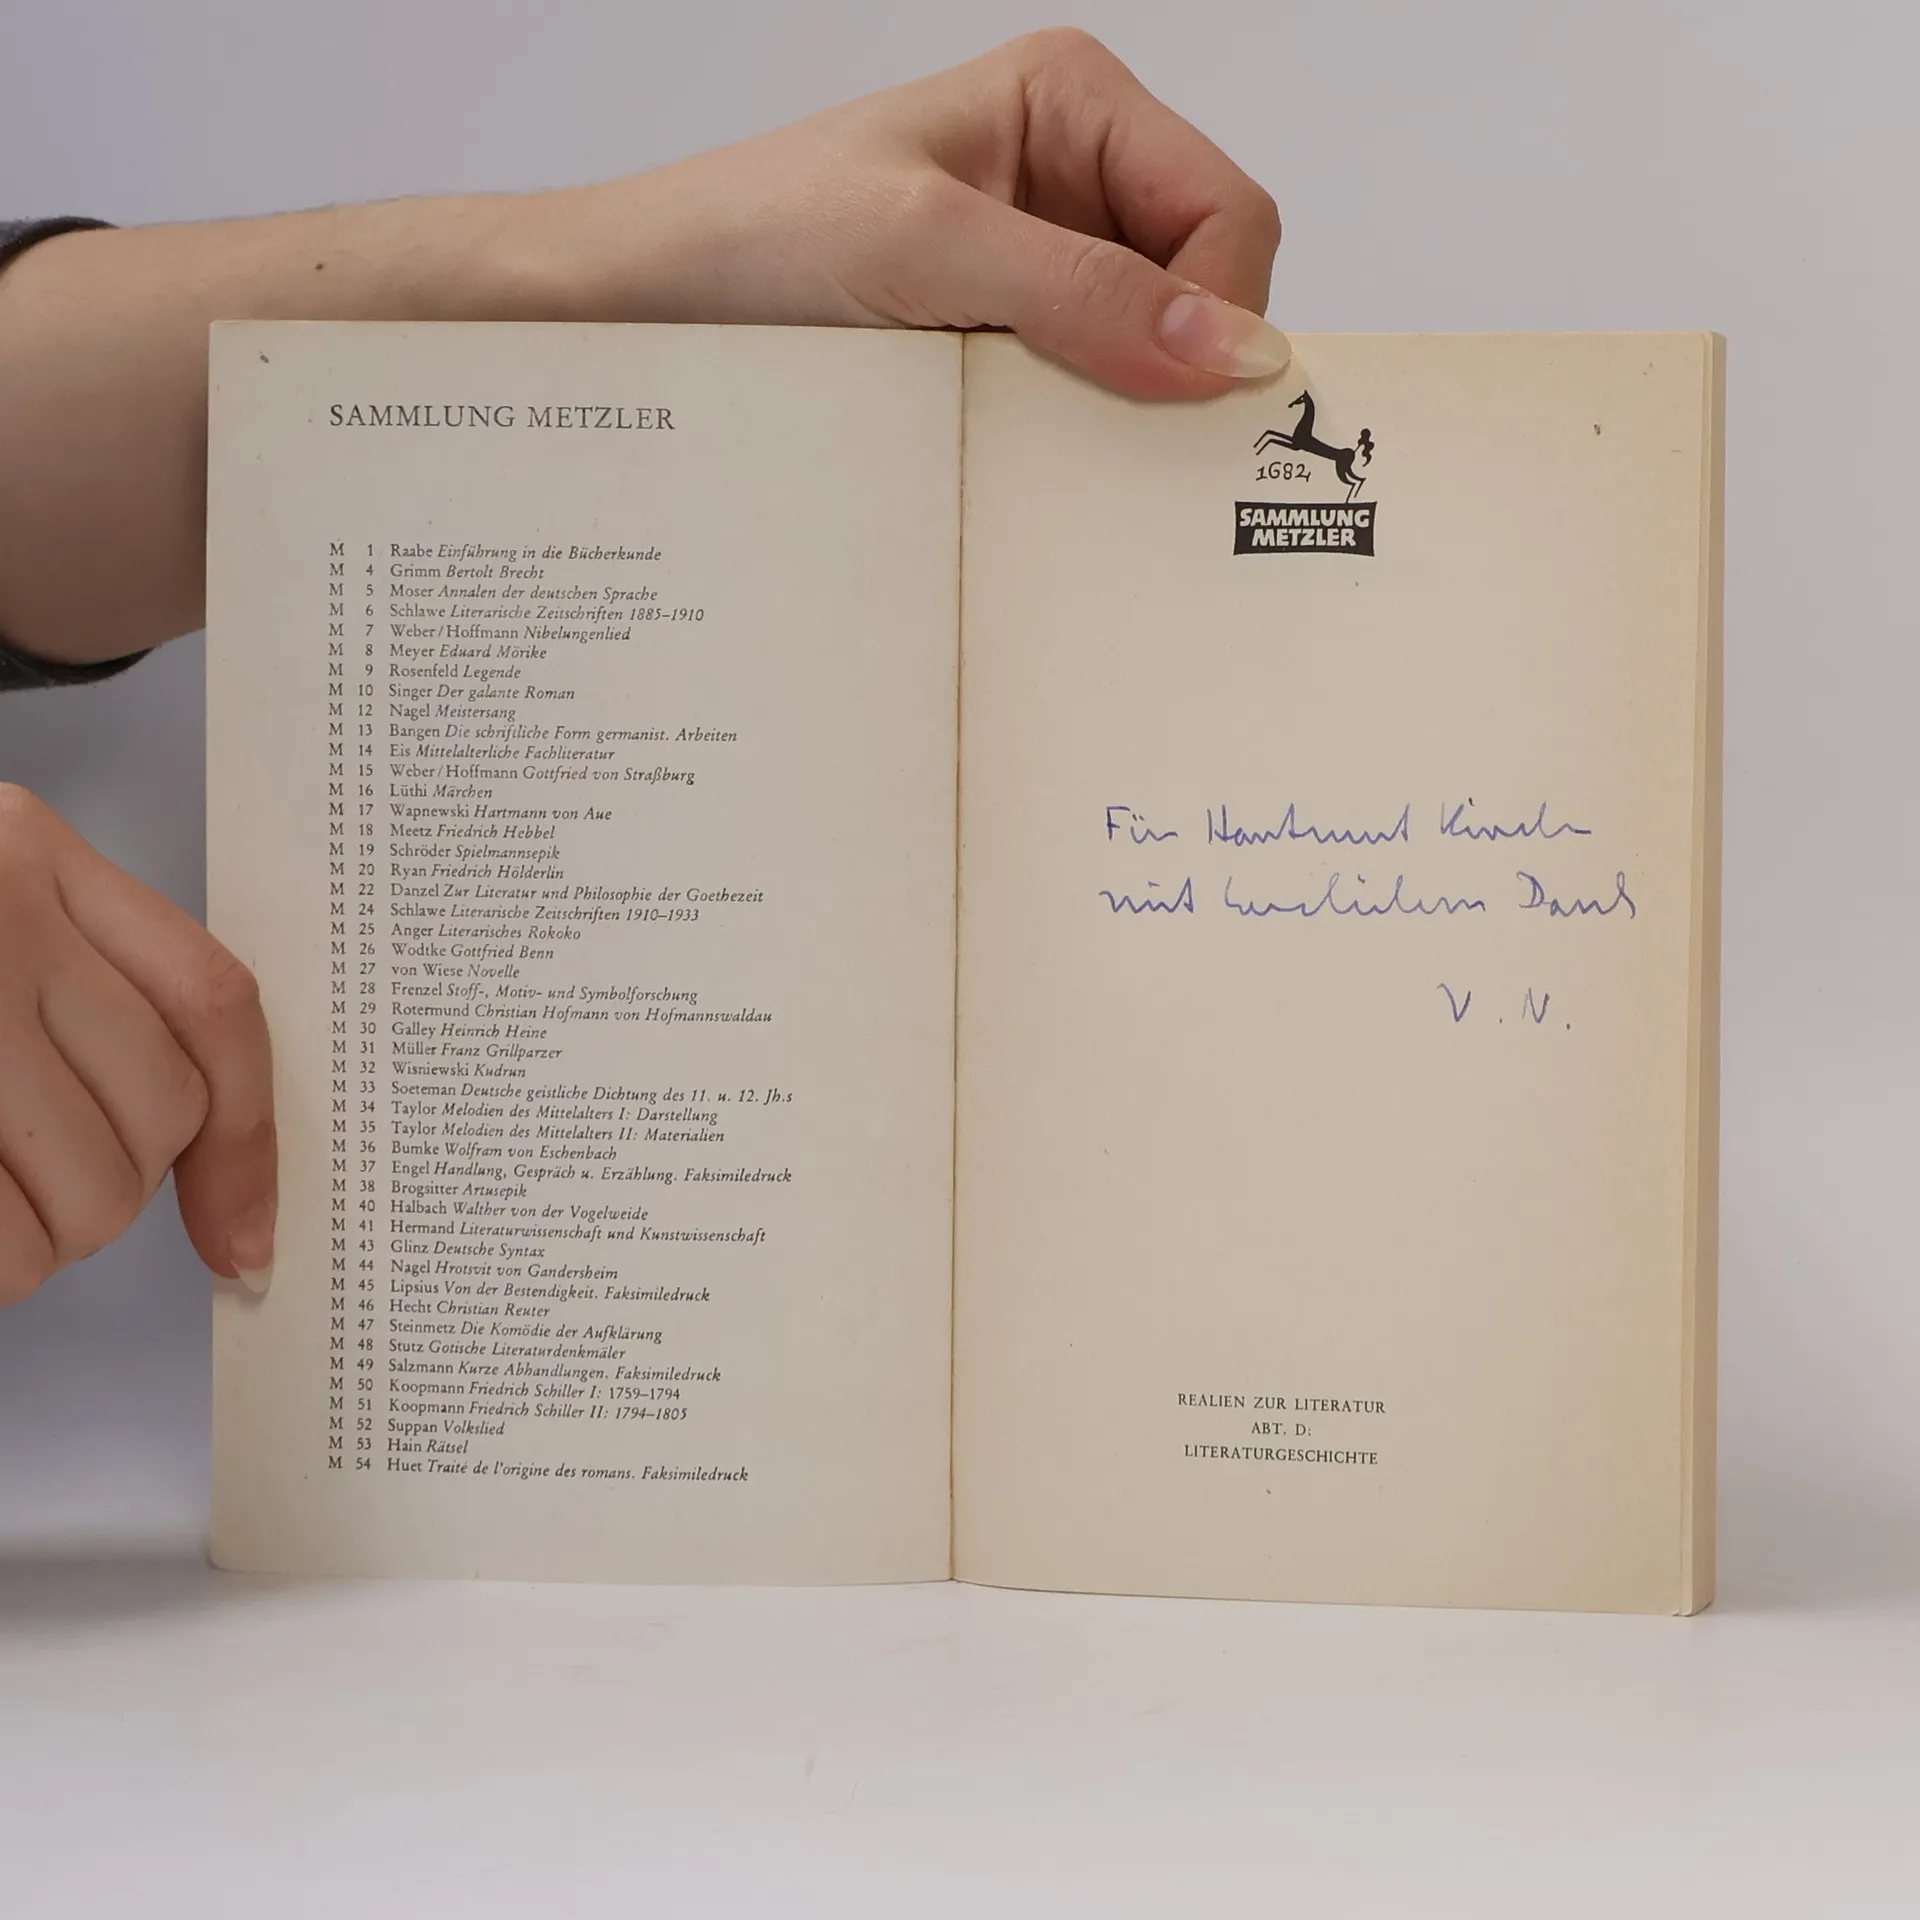 SAMMLUNG METZLER
M 1 Raabe Einführung in die Bücherkunde
M 4 Grimm Bertolt Brecht
M 5 Moser Annalen der deutschen Sprache
M 6 Schlawe Literarische Zeitschriften 1885–1910
M 7 Weber/Hoffmann Nibelungenlied
M 8 Meyer Eduard Mörike
M 9 Rosenfeld Legende
M 10 Singer Der galante Roman
M 12 Nagel Meistersang
M 13 Bangen Die schriftliche Form germanist. Arbeiten
M 14 Eis Mittelalterliche Fachliteratur
M 15 Weber/Hoffmann Gottfried von Straßburg
M 16 Lüthi Märchen
M 17 Wapnewski Hartmann von Aue
M 18 Meetz Friedrich Hebbel
M 19 Schröder Spielmannsepik
M 20 Ryan Friedrich Hölderlin
M 22 Danzel Zur Literatur und Philosophie der Goethezeit
M 24 Schlawe Literarische Zeitschriften 1910–1933
M 25 Anger Literarisches Rokoko
M 26 Wodtke Gottfried Benn
M 27 von Wiese Novelle
M 28 Frenzel Stoff-, Motiv- und Symbolforschung
M 29 Rotermund Christian Hofmann von Hofmannswaldau
M 30 Galley Heinrich Heine
M 31 Müller Franz Grillparzer
M 32 Wisniewski Kudrun
M 33 Soeteman Deutsche geistliche Dichtung des 11. u. 12. Jh.s
M 34 Taylor Melodien des Mittelalters I: Darstellung
M 35 Taylor Melodien des Mittelalters II: Materialien
M 36 Bumke Wolfram von Eschenbach
M 37 Engel Handlung, Gespräch u. Erzählung. Faksimiledruck
M 38 Brogsitter Artusepik
M 40 Halbach Walther von der Vogelweide
M 41 Hermand Literaturwissenschaft und Kunstwissenschaft
M 43 Glinz Deutsche Syntax
M 44 Nagel Hrotsvit von Gandersheim
M 45 Lipsius Von der Bestendigkeit. Faksimiledruck
M 46 Hecht Christian Reuter
M 47 Steinmetz Die Komödie der Aufklärung
M 48 Stutz Gotische Literaturdenkmäler
M 49 Salzmann Kurze Abhandlungen. Faksimiledruck
M 50 Koopmann Friedrich Schiller I: 1759–1794
M 51 Koopmann Friedrich Schiller II: 1794–1805
M 52 Suppan Volkslied
M 53 Hain Rätsel
M 54 Huet Traité de l'origine des romans. Faksimiledruck
1682
SAMMLUNG
METZLER
Für Hartmut
mit herzlichem Dank
V. N.
REALIEN ZUR LITERATUR
ABT. D:
LITERATURGESCHICHTE